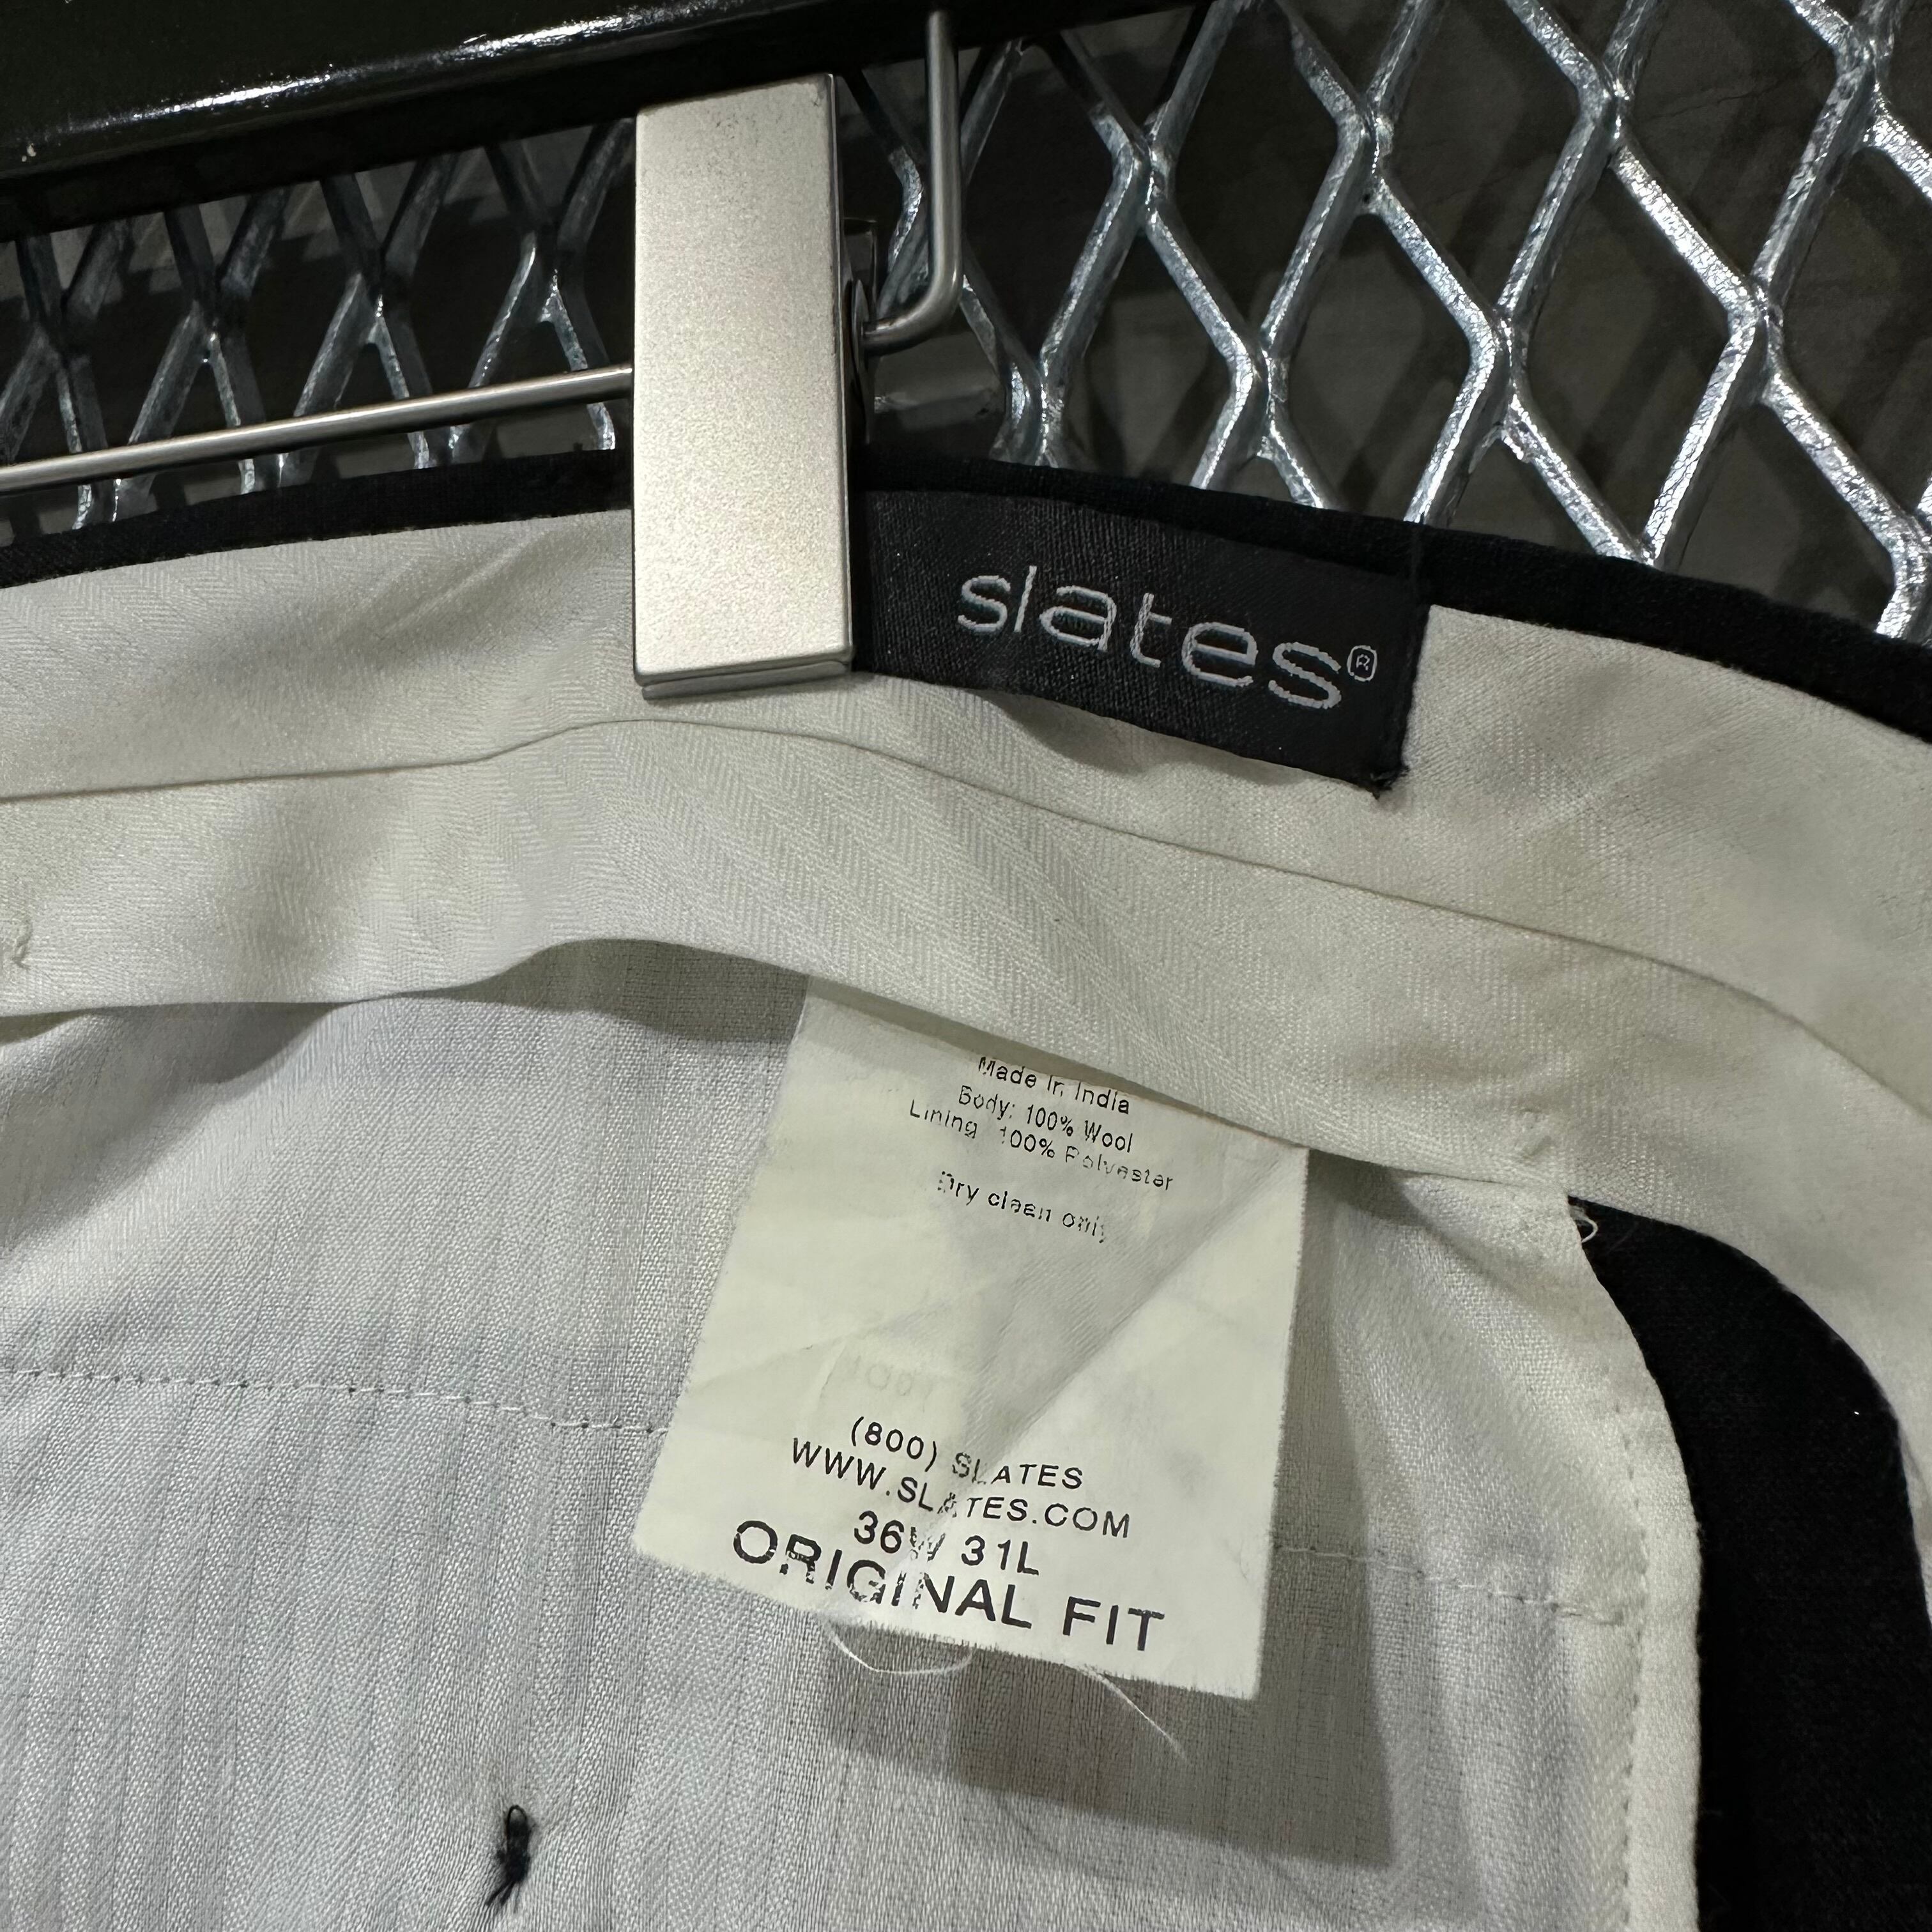 slates®
Made In India
Body: 100% Wool
Lining 100% Polyester
Dry clean only
(800) SLATES
WWW.SLATES.COM
36W 31L
ORIGINAL FIT